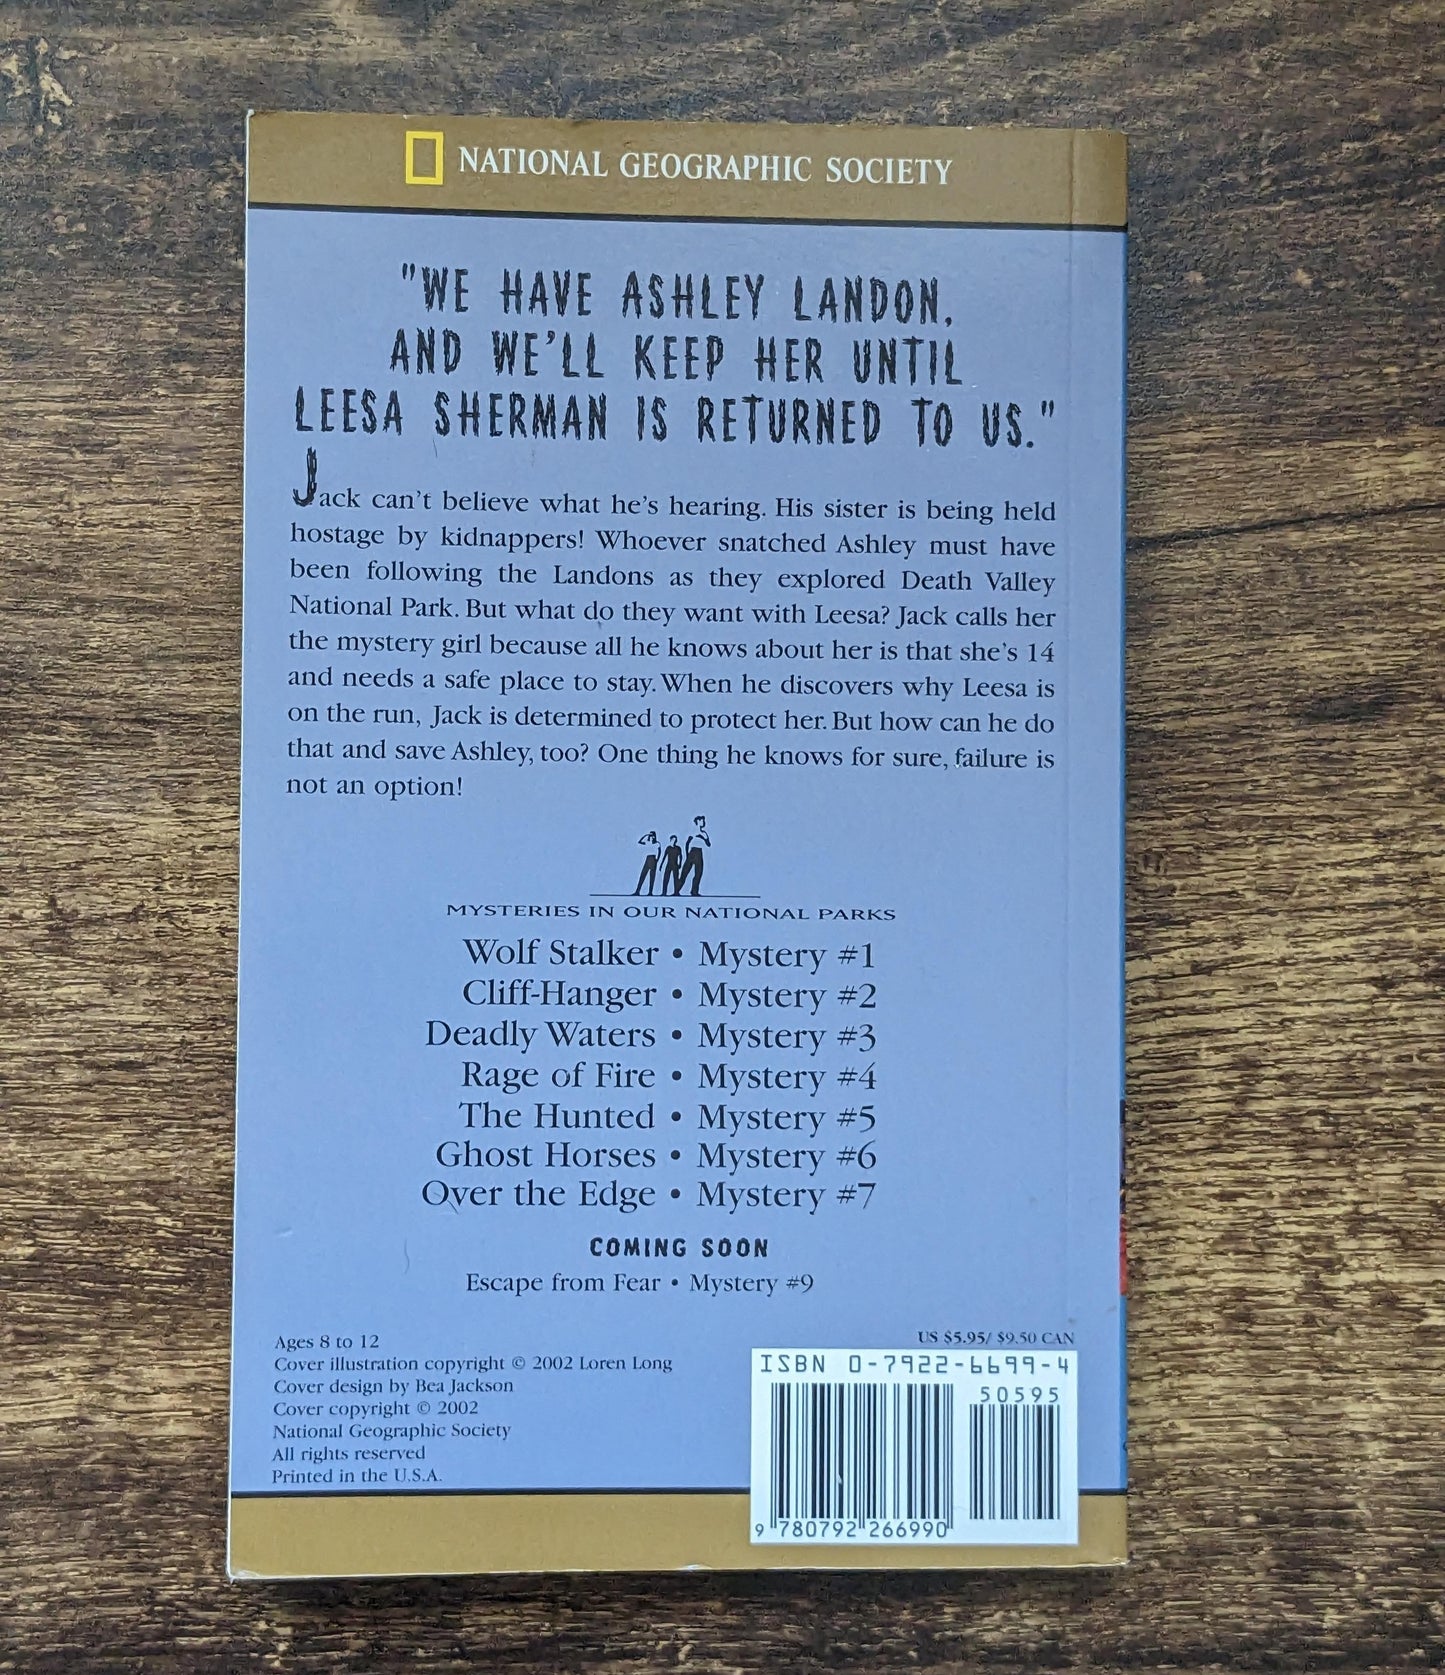 NATIONAL GEOGRAPHIC SOCIETY
"WE HAVE ASHLEY LANDON,
AND WE'LL KEEP HER UNTIL
LEESA SHERMAN IS RETURNED TO US."
Jack can't believe what he's hearing. His sister is being held
hostage by kidnappers! Whoever snatched Ashley must have
been following the Landons as they explored Death Valley
National Park. But what do they want with Leesa? Jack calls her
the mystery girl because all he knows about her is that she's 14
and needs a safe place to stay. When he discovers why Leesa is
on the run, Jack is determined to protect her. But how can he do
that and save Ashley, too? One thing he knows for sure, failure is
not an option!
MYSTERIES IN OUR NATIONAL PARKS
Wolf Stalker • Mystery #1
Cliff-Hanger • Mystery #2
Deadly Waters • Mystery #3
Rage of Fire • Mystery #4
The Hunted • Mystery #5
Ghost Horses • Mystery #6
Over the Edge • Mystery #7
COMING SOON
Escape from Fear • Mystery #9
Ages 8 to 12
Cover illustration copyright © 2002 Loren Long
Cover design by Bea Jackson
Cover copyright © 2002
National Geographic Society
All rights reserved
Printed in the U.S.A.
US $5.95/ $9.50 CAN
ISBN 0-7922-6699-4
50595
9 780792 266990